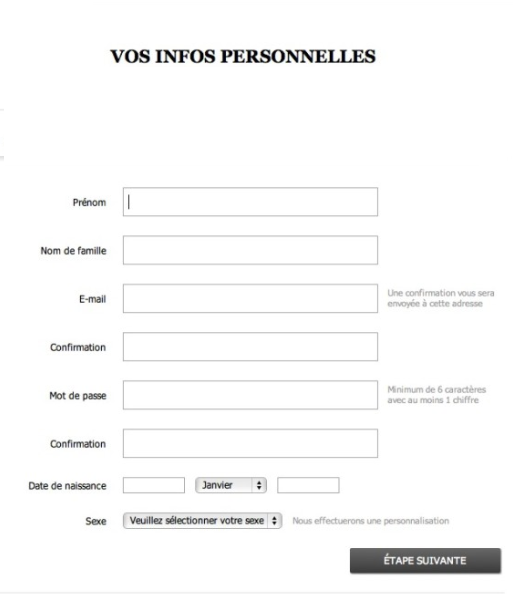 VOS INFOS PERSONNELLES
Prénom
Nom de famille
E-mail
Une confirmation vous sera
envoyée à cette adresse
Confirmation
Mot de passe
Minimum de 6 caractères
avec au moins 1 chiffre
Confirmation
Date de naissance
Janvier
Sexe
Veuillez sélectionner votre sexe
Nous effectuerons une personnalisation
ÉTAPE SUIVANTE